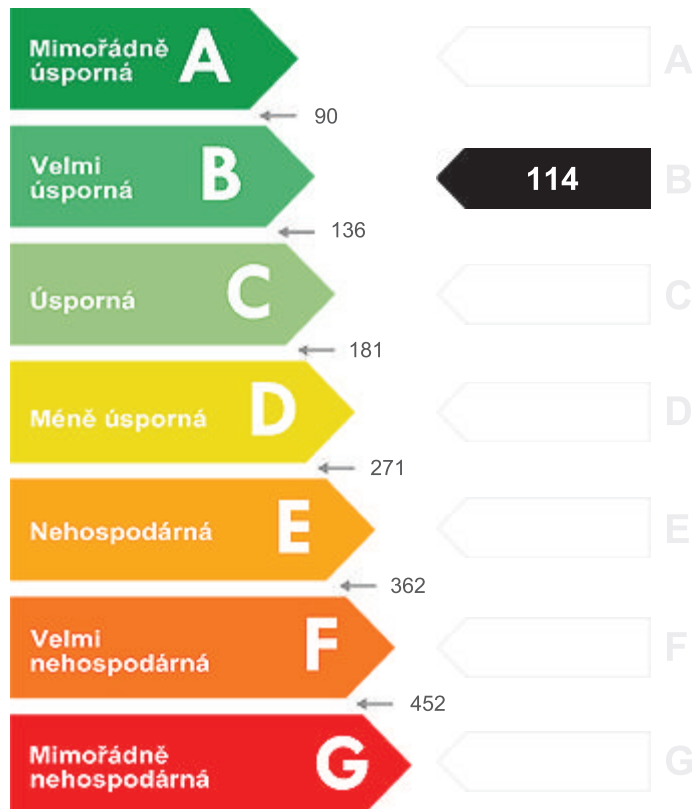 Mimořádně
úsporná
A
A
90
Velmi
úsporná
B
114
B
136
Úsporná
C
C
181
Méně úsporná
D
D
271
Nehospodárná
E
E
362
Velmi
nehospodárná
F
F
452
Mimořádně
nehospodárná
G
G